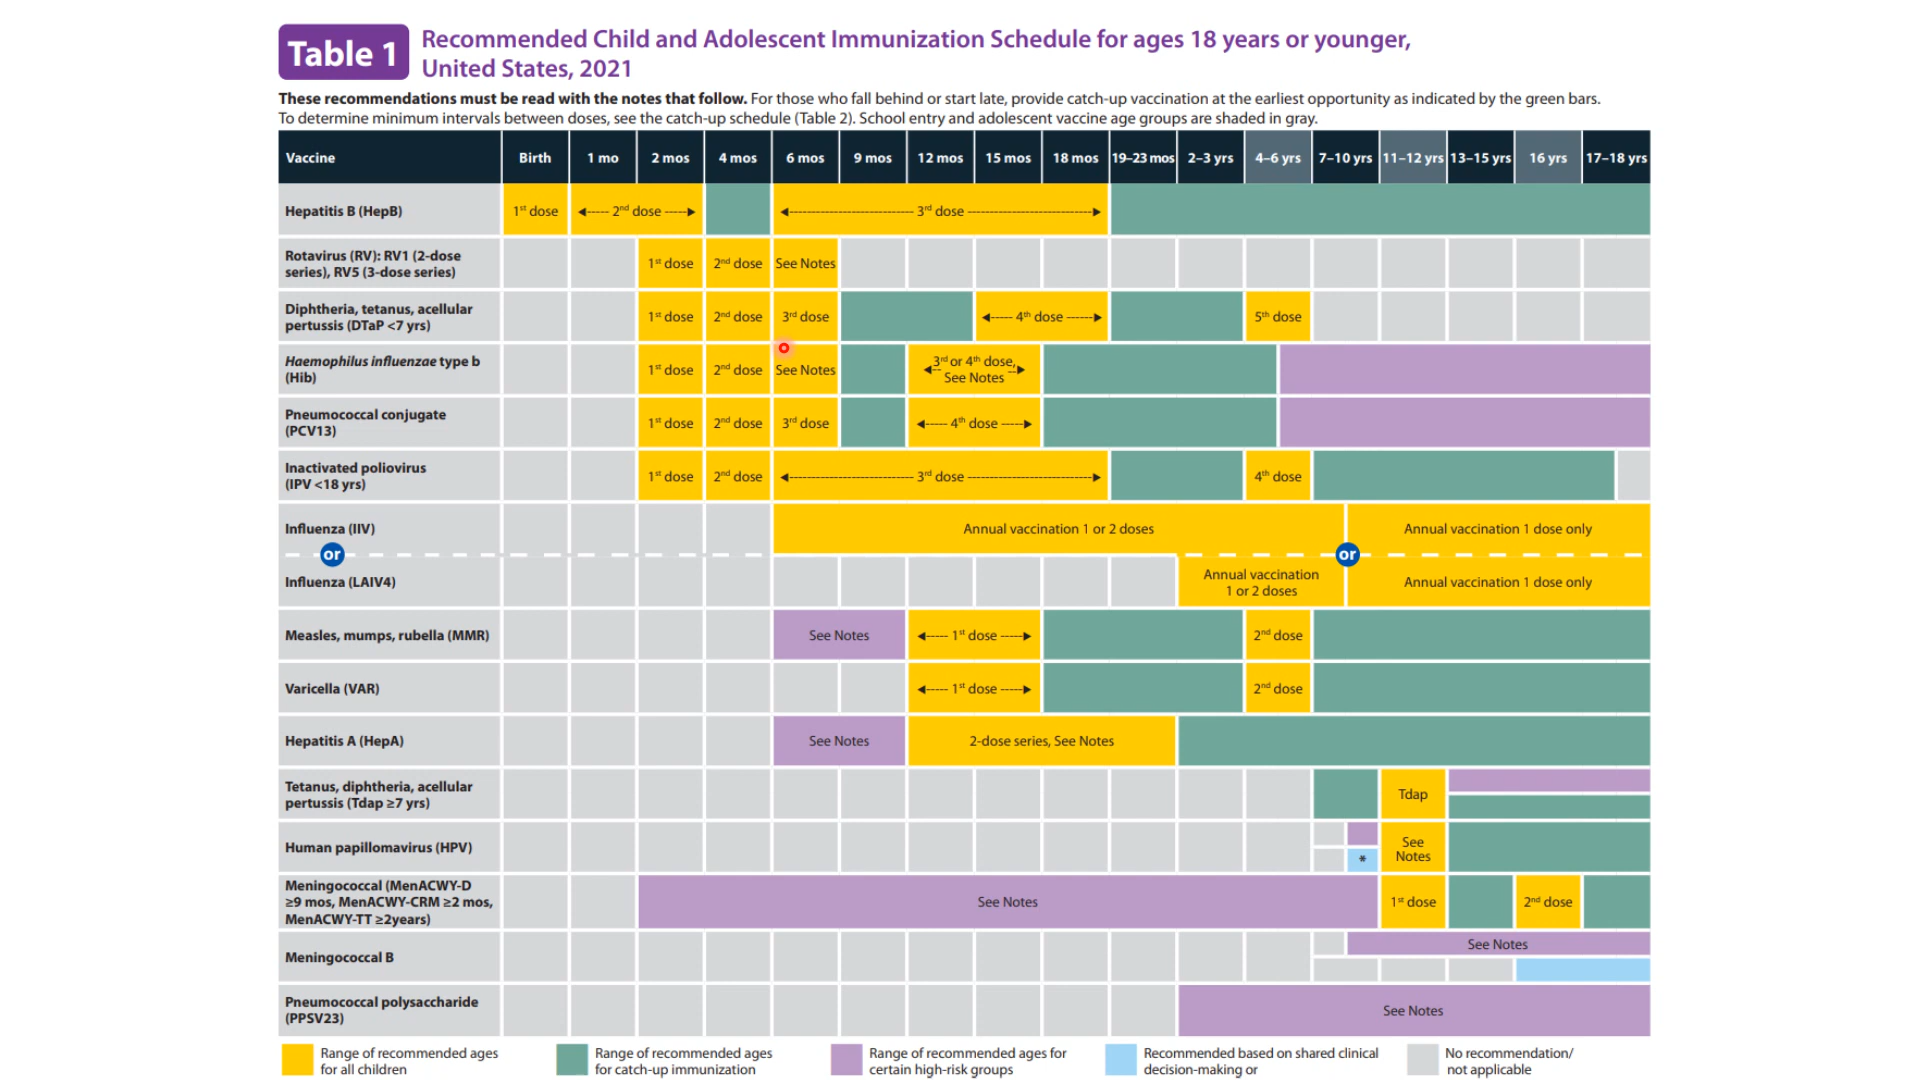 Table 1
Recommended Child and Adolescent Immunization Schedule for ages 18 years or younger,
United States, 2021
These recommendations must be read with the notes that follow. For those who fall behind or start late, provide catch-up vaccination at the earliest opportunity as indicated by the green bars.
To determine minimum intervals between doses, see the catch-up schedule (Table 2). School entry and adolescent vaccine age groups are shaded in gray.
Vaccine Birth 1 mo 2 mos 4 mos 6 mos 9 mos 12 mos 15 mos 18 mos 19–23 mos 2–3 yrs 4–6 yrs 7–10 yrs 11–12 yrs 13–15 yrs 16 yrs 17–18 yrs
Hepatitis B (HepB) 1st dose 2nd dose 3rd dose
Rotavirus (RV): RV1 (2-dose
series), RV5 (3-dose series)
1st dose 2nd dose See Notes
Diphtheria, tetanus, acellular
pertussis (DTaP <7 yrs)
1st dose 2nd dose 3rd dose 4th dose 5th dose
Haemophilus influenzae type b
(Hib)
1st dose 2nd dose See Notes
3rd or 4th dose,
See Notes
Pneumococcal conjugate
(PCV13)
1st dose 2nd dose 3rd dose 4th dose
Inactivated poliovirus
(IPV <18 yrs)
1st dose 2nd dose 3rd dose 4th dose
Influenza (IIV) Annual vaccination 1 or 2 doses Annual vaccination 1 dose only
or or
Influenza (LAIV4)
Annual vaccination
1 or 2 doses
Annual vaccination 1 dose only
Measles, mumps, rubella (MMR) See Notes 1st dose 2nd dose
Varicella (VAR) 1st dose 2nd dose
Hepatitis A (HepA) See Notes 2-dose series, See Notes
Tetanus, diphtheria, acellular
pertussis (Tdap ≥7 yrs)
Tdap
Human papillomavirus (HPV)
*
See
Notes
Meningococcal (MenACWY-D
≥9 mos, MenACWY-CRM ≥2 mos,
MenACWY-TT ≥2years)
See Notes 1st dose 2nd dose
Meningococcal B
See Notes
Pneumococcal polysaccharide
(PPSV23)
See Notes
Range of recommended ages
for all children
Range of recommended ages
for catch-up immunization
Range of recommended ages for
certain high-risk groups
Recommended based on shared clinical
decision-making or
No recommendation/
not applicable